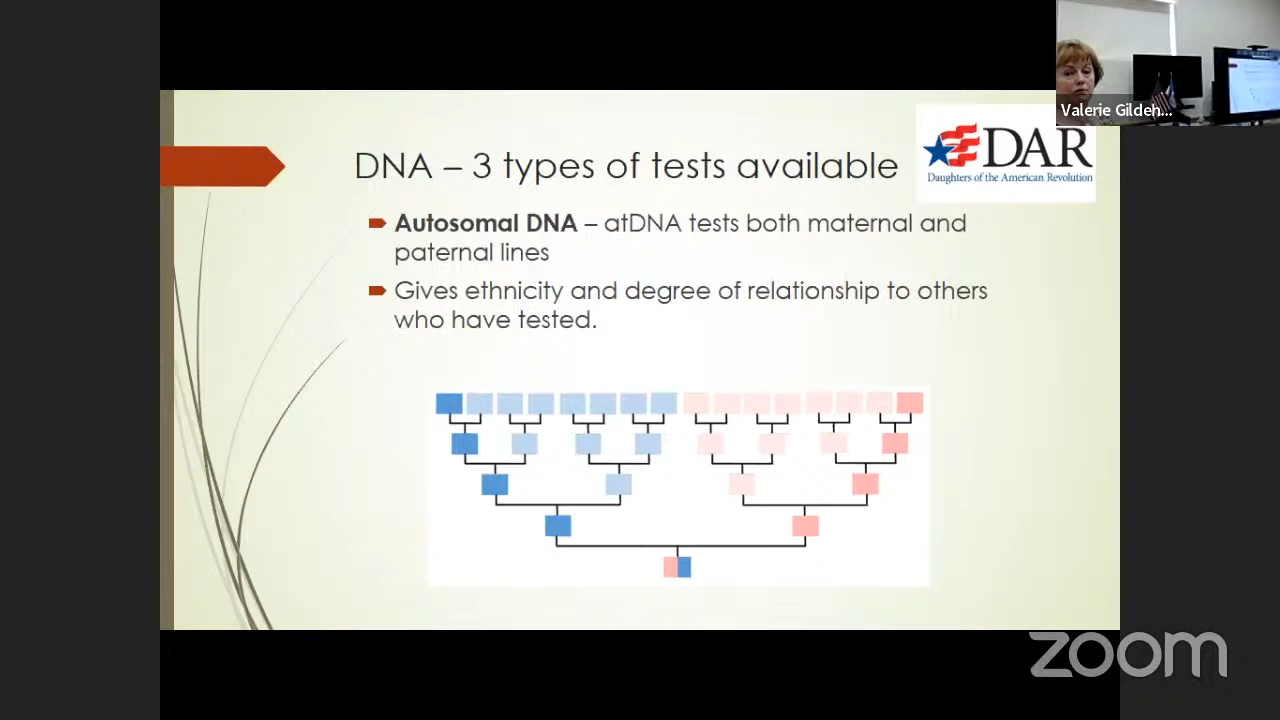 Valerie Gildeh...
DNA – 3 types of tests available
DAR
Daughters of the American Revolution
Autosomal DNA – atDNA tests both maternal and
paternal lines
Gives ethnicity and degree of relationship to others
who have tested.
zoom